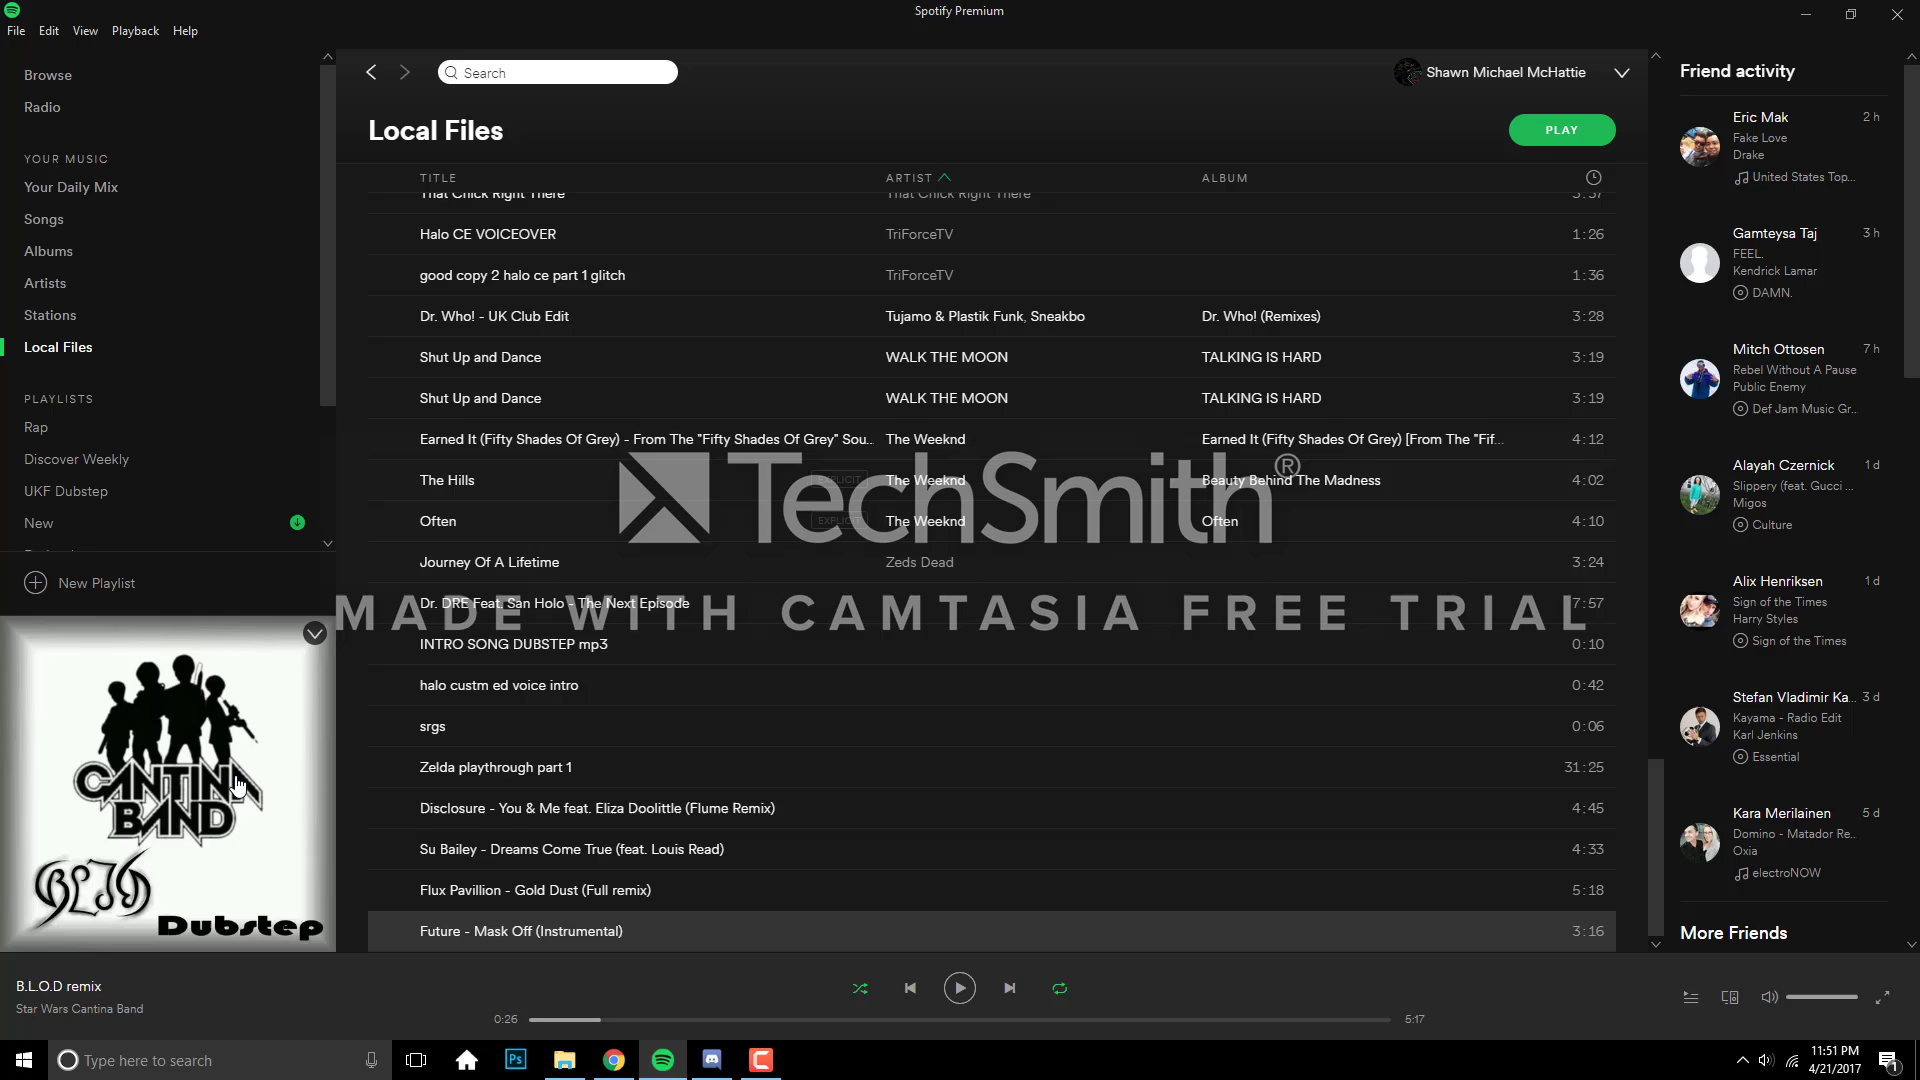 Spotify Premium
File Edit View Playback Help
Browse
Radio
YOUR MUSIC
Your Daily Mix
Songs
Albums
Artists
Stations
Local Files
PLAYLISTS
Rap
Discover Weekly
UKF Dubstep
New
New Playlist
CANTINA
BAND
BLOD
Dubstep
Search
Shawn Michael McHattie
Local Files
PLAY
TITLE ARTIST ALBUM
That Chick Right There That Chick Right There 3:37
Halo CE VOICEOVER TriForceTV 1:26
good copy 2 halo ce part 1 glitch TriForceTV 1:36
Dr. Who! - UK Club Edit Tujamo & Plastik Funk, Sneakbo Dr. Who! (Remixes) 3:28
Shut Up and Dance WALK THE MOON TALKING IS HARD 3:19
Shut Up and Dance WALK THE MOON TALKING IS HARD 3:19
Earned It (Fifty Shades Of Grey) - From The "Fifty Shades Of Grey" Sou... The Weeknd Earned It (Fifty Shades Of Grey) [From The "Fif... 4:12
The Hills EXPLICIT The Weeknd Beauty Behind The Madness 4:02
Often EXPLICIT The Weeknd Often 4:10
Journey Of A Lifetime Zeds Dead 3:24
Dr. DRE Feat. San Holo - The Next Episode 7:57
INTRO SONG DUBSTEP mp3 0:10
halo custm ed voice intro 0:42
srgs 0:06
Zelda playthrough part 1 31:25
Disclosure - You & Me feat. Eliza Doolittle (Flume Remix) 4:45
Su Bailey - Dreams Come True (feat. Louis Read) 4:33
Flux Pavillion - Gold Dust (Full remix) 5:18
Future - Mask Off (Instrumental) 3:16
TechSmith®
MADE WITH CAMTASIA FREE TRIAL
Friend activity
Eric Mak 2 h
Fake Love
Drake
United States Top...
Gamteysa Taj 3 h
FEEL.
Kendrick Lamar
DAMN.
Mitch Ottosen 7 h
Rebel Without A Pause
Public Enemy
Def Jam Music Gr..
Alayah Czernick 1 d
Slippery (feat. Gucci ...
Migos
Culture
Alix Henriksen 1 d
Sign of the Times
Harry Styles
Sign of the Times
Stefan Vladimir Ka... 3 d
Kayama - Radio Edit
Karl Jenkins
Essential
Kara Merilainen 5 d
Domino - Matador Re..
Oxia
electroNOW
More Friends
B.L.O.D remix
Star Wars Cantina Band
0:26 5:17
Type here to search
Ps
11:51 PM
4/21/2017
1